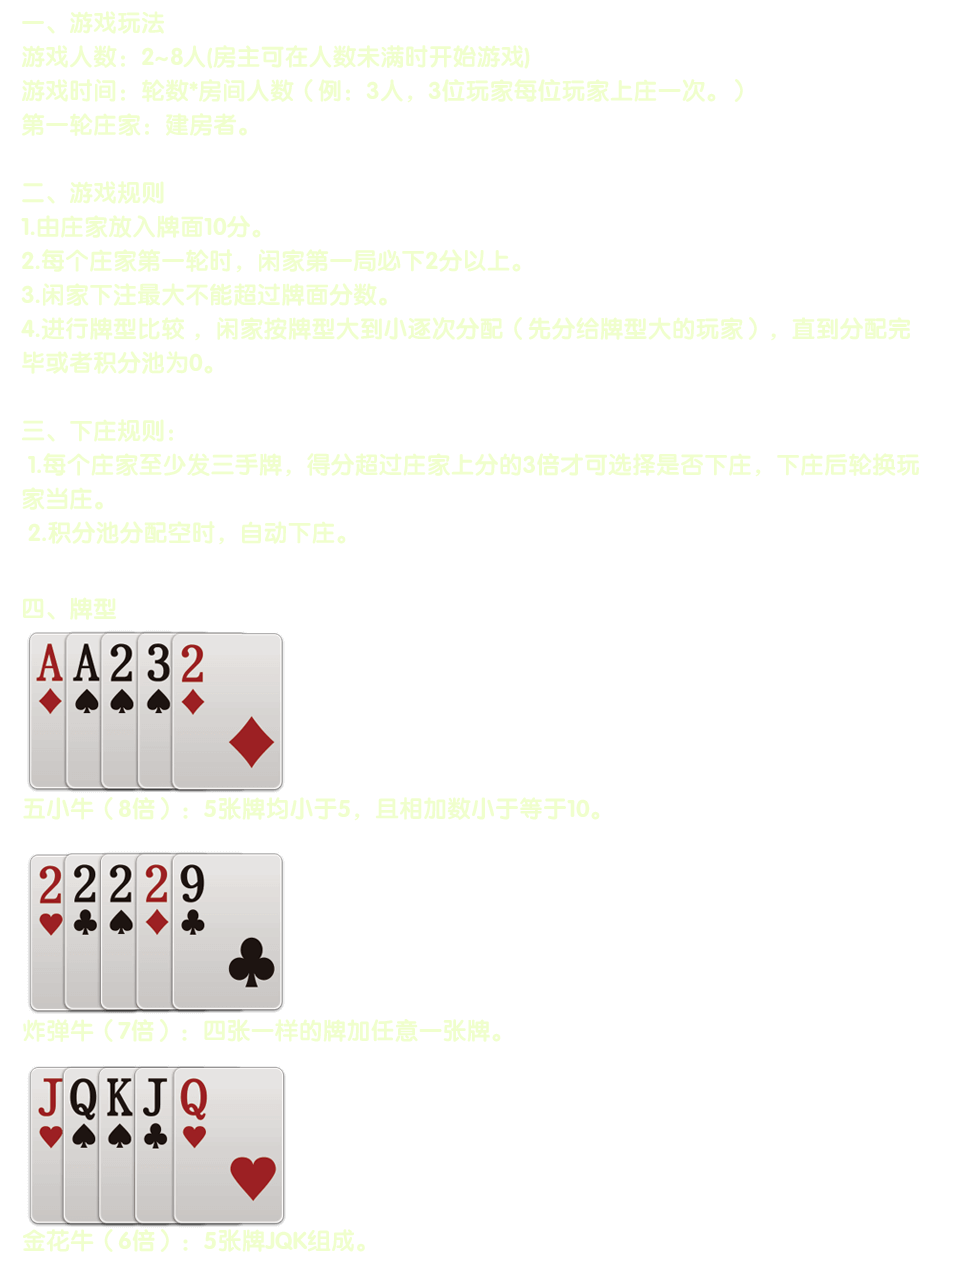 一、游戏玩法
游戏人数：2~8人(房主可在人数未满时开始游戏)
游戏时间：轮数*房间人数（例：3人，3位玩家每位玩家上庄一次。）
第一轮庄家：建房者。
二、游戏规则
1.由庄家放入牌面10分。
2.每个庄家第一轮时，闲家第一局必下2分以上。
3.闲家下注最大不能超过牌面分数。
4.进行牌型比较，闲家按牌型大到小逐次分配（先分给牌型大的玩家），直到分配完
毕或者积分池为0。
三、下庄规则：
1.每个庄家至少发三手牌，得分超过庄家上分的3倍才可选择是否下庄，下庄后轮换玩
家当庄。
2.积分池分配空时，自动下庄。
四、牌型
A A 2 3 2
五小牛（8倍）：5张牌均小于5，且相加数小于等于10。
2 2 2 2 9
炸弹牛（7倍）：四张一样的牌加任意一张牌。
J Q K J Q
金花牛（6倍）：5张牌JQK组成。